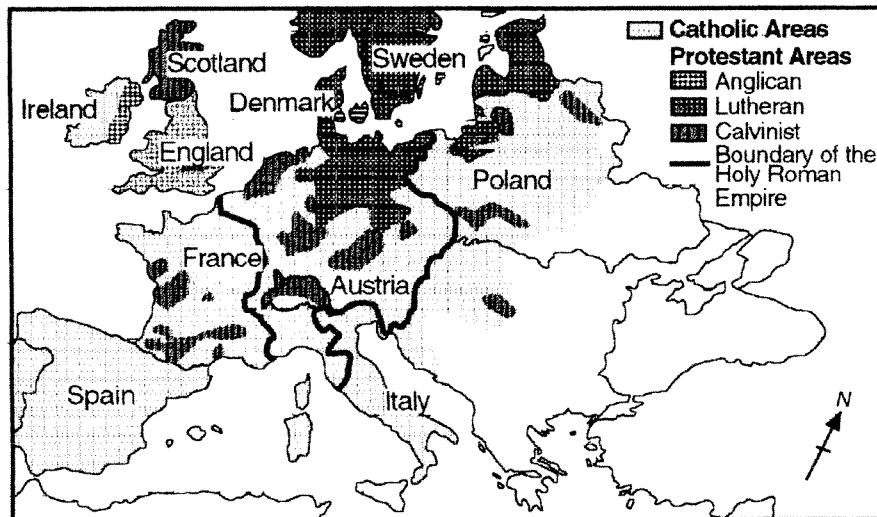 Catholic Areas
Protestant Areas
Anglican
Lutheran
Calvinist
Boundary of the
Holy Roman
Empire
Scotland
Sweden
Ireland
Denmark
England
Poland
France
Austria
Spain
Italy
N